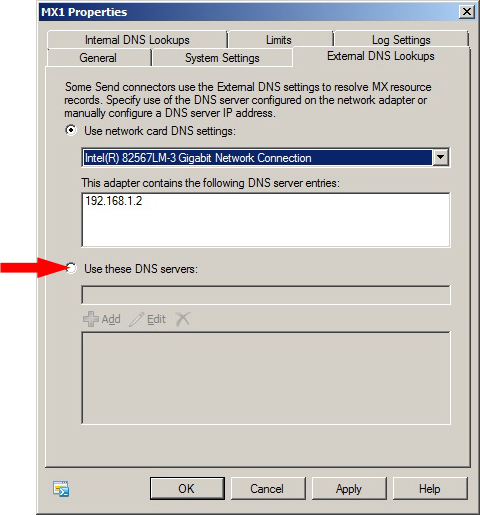 MX1 Properties
Internal DNS Lookups Limits Log Settings
General System Settings External DNS Lookups
Some Send connectors use the External DNS settings to resolve MX resource
records. Specify use of the DNS server configured on the network adapter or
manually configure a DNS server IP address.
Use network card DNS settings:
Intel(R) 82567LM-3 Gigabit Network Connection
This adapter contains the following DNS server entries:
192.168.1.2
Use these DNS servers:
Add Edit
OK Cancel Apply Help